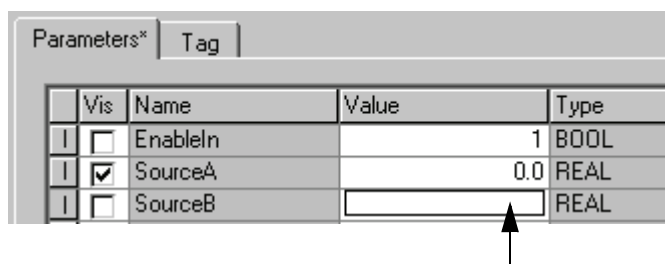 Parameters* Tag
Vis Name Value Type
I EnableIn 1 BOOL
I SourceA 0.0 REAL
I SourceB REAL